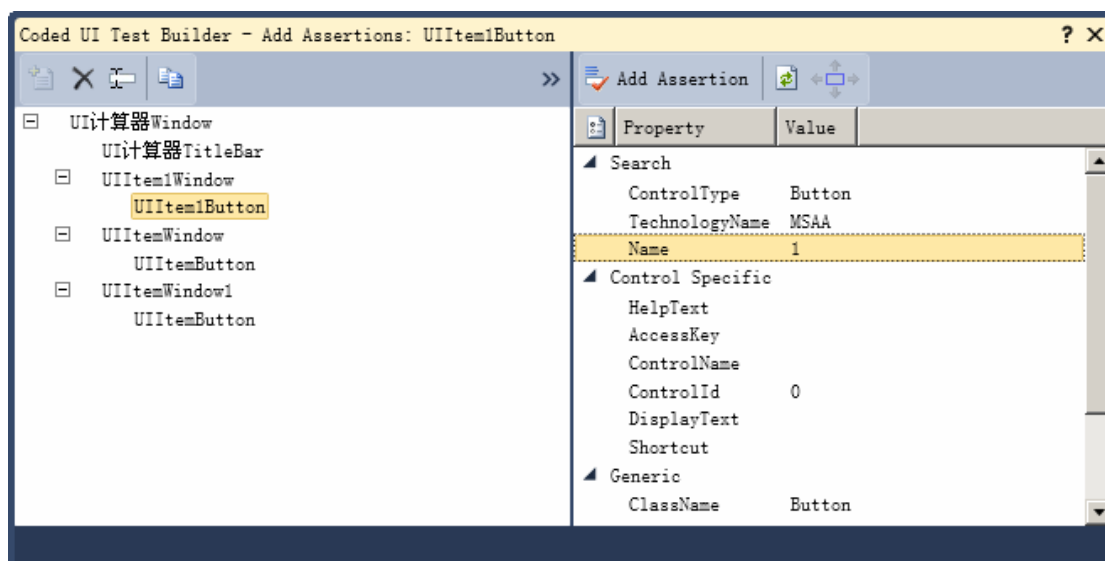 Coded UI Test Builder - Add Assertions: UIItem1Button ? X
Add Assertion
UI计算器Window
UI计算器TitleBar
UIItem1Window
UIItem1Button
UIItemWindow
UIItemButton
UIItemWindow1
UIItemButton
Property Value
Search
ControlType Button
TechnologyName MSAA
Name 1
Control Specific
HelpText
AccessKey
ControlName
ControlId 0
DisplayText
Shortcut
Generic
ClassName Button